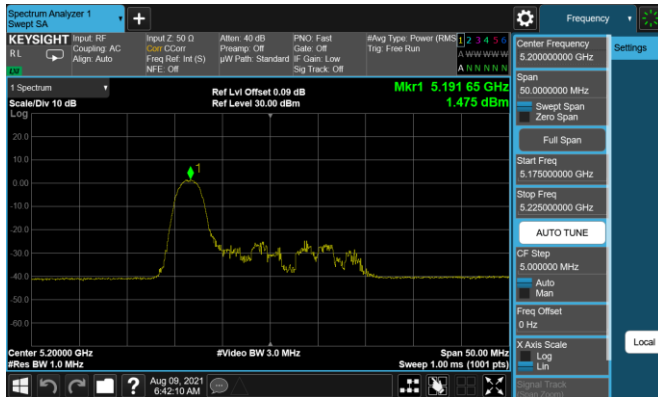 Spectrum Analyzer 1
Swept SA
+
Frequency
KEYSIGHT
RL
Input: RF
Coupling: AC
Align: Auto
Input Z: 50 Ω
Corr CCorr
Freq Ref: Int (S)
NFE: Off
Atten: 40 dB
Preamp: Off
µW Path: Standard
PNO: Fast
Gate: Off
IF Gain: Low
Sig Track: Off
#Avg Type: Power (RMS
Trig: Free Run
1 2 3 4 5 6
A W W W W W
A N N N N N
1 Spectrum
Scale/Div 10 dB
Log
Ref Lvl Offset 0.09 dB
Ref Level 30.00 dBm
Mkr1 5.191 65 GHz
1.475 dBm
20.0
10.0
0.00
-10.0
-20.0
-30.0
-40.0
-50.0
-60.0
1
Center 5.20000 GHz
#Res BW 1.0 MHz
#Video BW 3.0 MHz
Span 50.00 MHz
Sweep 1.00 ms (1001 pts)
?
Aug 09, 2021
6:42:10 AM
Center Frequency
5.200000000 GHz
Span
50.0000000 MHz
Swept Span
Zero Span
Full Span
Start Freq
5.175000000 GHz
Stop Freq
5.225000000 GHz
AUTO TUNE
CF Step
5.000000 MHz
Auto
Man
Freq Offset
0 Hz
X Axis Scale
Log
Lin
Signal Track
(Span Zoom)
Settings
Local